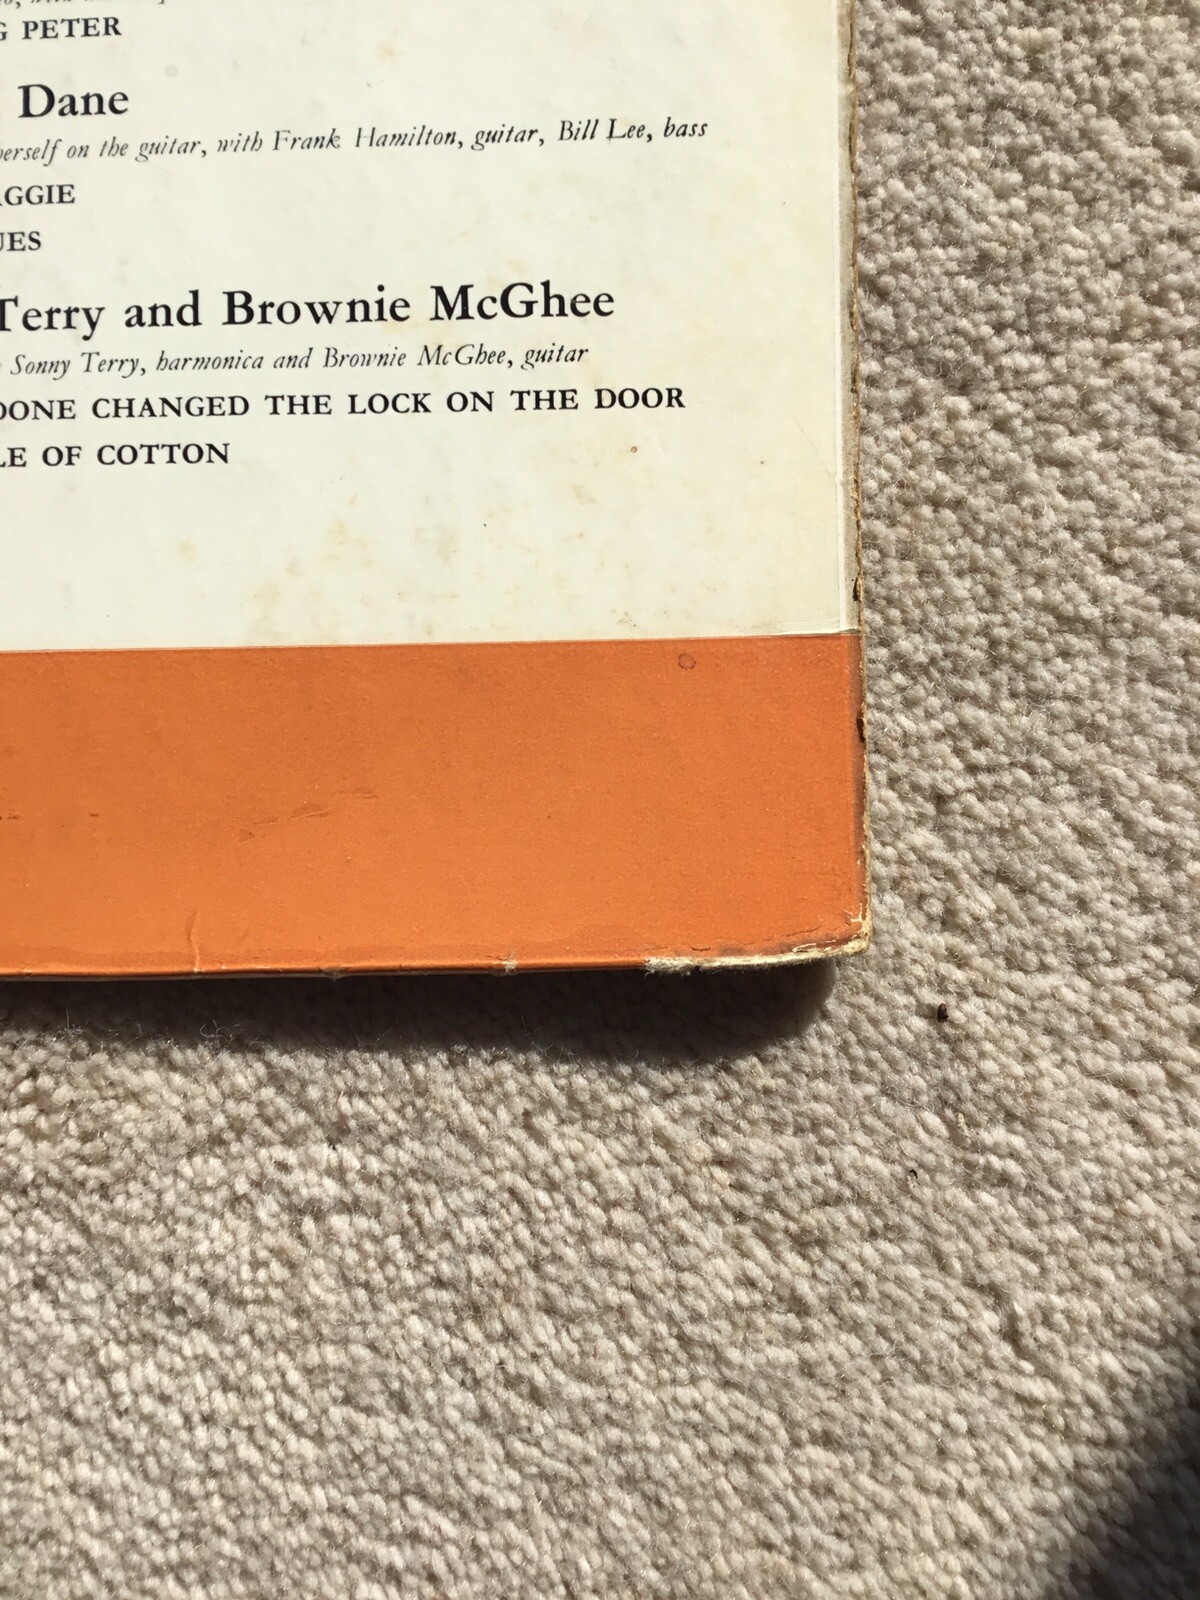 G PETER
Dane
herself on the guitar, with Frank Hamilton, guitar, Bill Lee, bass
AGGIE
UES
Terry and Brownie McGhee
Sonny Terry, harmonica and Brownie McGhee, guitar
DONE CHANGED THE LOCK ON THE DOOR
LE OF COTTON